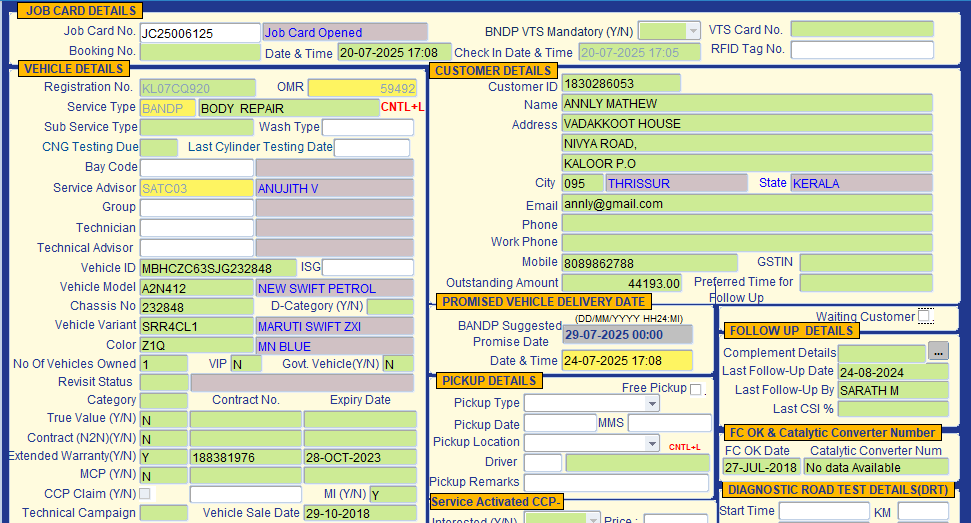 JOB CARD DETAILS
Job Card No. JC25006125 Job Card Opened BNDP VTS Mandatory (Y/N) VTS Card No.
Booking No. Date & Time 20-07-2025 17:08 Check In Date & Time 20-07-2025 17:05 RFID Tag No.
VEHICLE DETAILS
Registration No. KL07CQ920 OMR 59492
Service Type BANDP BODY REPAIR CNTL+L
Sub Service Type Wash Type
CNG Testing Due Last Cylinder Testing Date
Bay Code
Service Advisor SATC03 ANUJITH V
Group
Technician
Technical Advisor
Vehicle ID MBHCZC63SJG232848 ISG
Vehicle Model A2N412 NEW SWIFT PETROL
Chassis No 232848 D-Category (Y/N)
Vehicle Variant SRR4CL1 MARUTI SWIFT ZXI
Color Z1Q MN BLUE
No Of Vehicles Owned 1 VIP N Govt. Vehicle(Y/N) N
Revisit Status
Category Contract No. Expiry Date
True Value (Y/N) N
Contract (N2N)(Y/N) N
Extended Warranty(Y/N) Y 188381976 28-OCT-2023
MCP (Y/N) N
CCP Claim (Y/N) MI (Y/N) Y
Technical Campaign Vehicle Sale Date 29-10-2018
CUSTOMER DETAILS
Customer ID 1830286053
Name ANNLY MATHEW
Address VADAKKOOT HOUSE
NIVYA ROAD,
KALOOR P.O
City 095 THRISSUR State KERALA
Email annly@gmail.com
Phone
Work Phone
Mobile 8089862788 GSTIN
Outstanding Amount 44193.00 Preferred Time for
Follow Up
PROMISED VEHICLE DELIVERY DATE
(DD/MM/YYYY HH24:MI)
BANDP Suggested
Promise Date 29-07-2025 00:00
Date & Time 24-07-2025 17:08
PICKUP DETAILS
Free Pickup
Pickup Type
Pickup Date MMS
Pickup Location CNTL+L
Driver
Pickup Remarks
Service Activated CCP-
Interested (Y/N) Price :
Waiting Customer
FOLLOW UP DETAILS
Complement Details ...
Last Follow-Up Date 24-08-2024
Last Follow-Up By SARATH M
Last CSI %
FC OK & Catalytic Converter Number
FC OK Date Catalytic Converter Num
27-JUL-2018 No data Available
DIAGNOSTIC ROAD TEST DETAILS(DRT)
Start Time KM